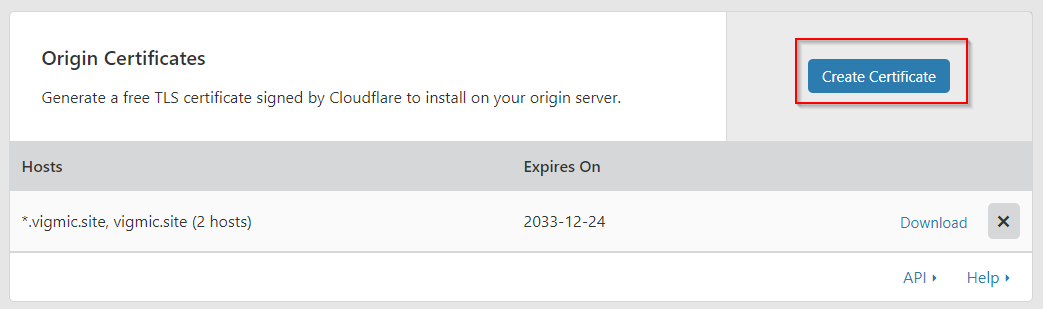 Origin Certificates
Create Certificate
Generate a free TLS certificate signed by Cloudflare to install on your origin server.
Hosts Expires On
*.vigmic.site, vigmic.site (2 hosts) 2033-12-24 Download ×
API Help